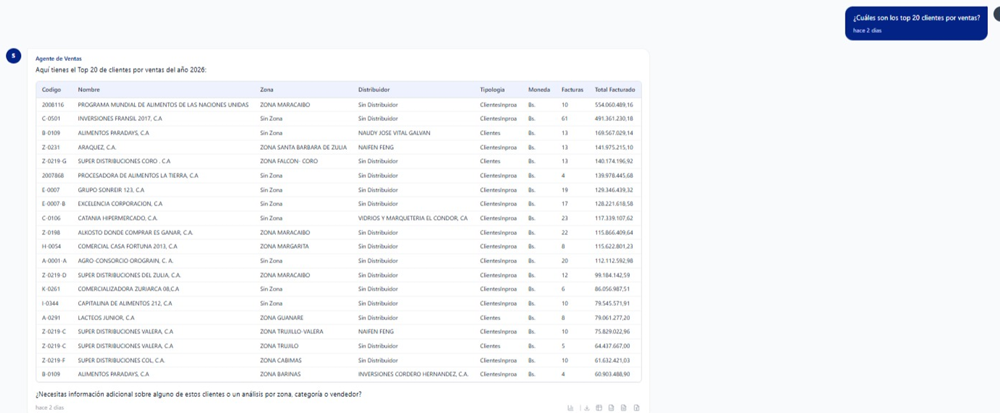 ¿Cuáles son los top 20 clientes por ventas?
hace 2 días
S
Agente de Ventas
Aquí tienes el Top 20 de clientes por ventas del año 2026:
Codigo Nombre Zona Distribuidor Tipologia Moneda Facturas Total Facturado
2008116 PROGRAMA MUNDIAL DE ALIMENTOS DE LAS NACIONES UNIDAS ZONA MARACAIBO Sin Distribuidor ClientesInproa Bs. 10 554.060.489,16
C-0501 INVERSIONES FRANSIL 2017, C.A Sin Zona Sin Distribuidor ClientesInproa Bs. 61 491.361.230,18
B-0109 ALIMENTOS PARADAYS, C.A Sin Zona NAUDY JOSE VITAL GALVAN Clientes Bs. 13 169.567.029,14
Z-0231 ARAQUEZ, C.A. ZONA SANTA BARBARA DE ZULIA NAIFEN FENG ClientesInproa Bs. 13 141.975.215,10
Z-0219-G SUPER DISTRIBUCIONES CORO . C.A ZONA FALCON- CORO Sin Distribuidor Clientes Bs. 13 140.174.196,92
2007868 PROCESADORA DE ALIMENTOS LA TIERRA, C.A Sin Zona Sin Distribuidor ClientesInproa Bs. 4 139.978.445,68
E-0007 GRUPO SONREIR 123, C.A Sin Zona Sin Distribuidor ClientesInproa Bs. 19 129.346.439,32
E-0007-B EXCELENCIA CORPORACION, C.A Sin Zona Sin Distribuidor ClientesInproa Bs. 17 128.221.618,58
C-0106 CATANIA HIPERMERCADO, C.A. Sin Zona VIDRIOS Y MARQUETERIA EL CONDOR, CA ClientesInproa Bs. 23 117.339.107,62
Z-0198 ALKOSTO DONDE COMPRAR ES GANAR, C.A. ZONA MARACAIBO Sin Distribuidor ClientesInproa Bs. 22 115.866.409,64
H-0054 COMERCIAL CASA FORTUNA 2013, C.A ZONA MARGARITA Sin Distribuidor ClientesInproa Bs. 8 115.622.801,23
A-0001-A AGRO-CONSORCIO OROGRAIN, C. A. Sin Zona Sin Distribuidor ClientesInproa Bs. 20 112.112.592,98
Z-0219-D SUPER DISTRIBUCIONES DEL ZULIA, C.A. ZONA MARACAIBO Sin Distribuidor ClientesInproa Bs. 12 99.184.142,59
K-0261 COMERCIALIZADORA ZURIARCA 08,C.A Sin Zona Sin Distribuidor ClientesInproa Bs. 6 86.056.987,51
I-0344 CAPITALINA DE ALIMENTOS 212, C.A Sin Zona Sin Distribuidor ClientesInproa Bs. 10 79.545.571,91
A-0291 LACTEOS JUNIOR, C.A ZONA GUANARE Sin Distribuidor Clientes Bs. 8 79.061.277,20
Z-0219-C SUPER DISTRIBUCIONES VALERA, C.A ZONA TRUJILLO-VALERA NAIFEN FENG ClientesInproa Bs. 10 75.829.022,96
Z-0219-C SUPER DISTRIBUCIONES VALERA, C.A ZONA TRUJILO Sin Distribuidor Clientes Bs. 5 64.437.667,00
Z-0219-F SUPER DISTRIBUCIONES COL, C.A. ZONA CABIMAS Sin Distribuidor ClientesInproa Bs. 10 61.632.421,03
B-0109 ALIMENTOS PARADAYS, C.A ZONA BARINAS INVERSIONES CORDERO HERNANDEZ, C.A. ClientesInproa Bs. 4 60.903.488,90
¿Necesitas información adicional sobre alguno de estos clientes o un análisis por zona, categoría o vendedor?
hace 2 días